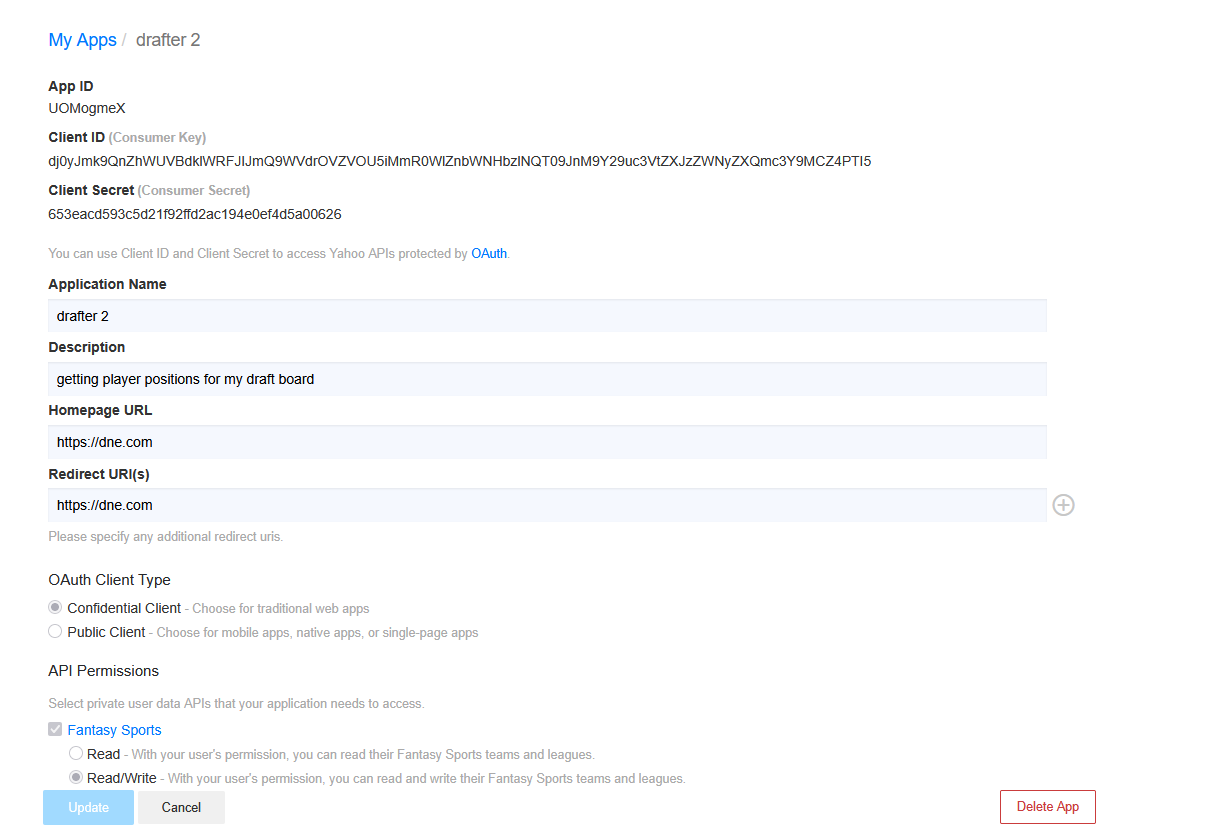 My Apps / drafter 2
App ID
UOMogmeX
Client ID (Consumer Key)
dj0yJmk9QnZhWUVBdklWRFJIJmQ9WVdrOVZVOU5iMmR0WlZnbWNHbzlNQT09JnM9Y29uc3VtZXJzZWNyZXQmc3Y9MCZ4PTI5
Client Secret (Consumer Secret)
653eacd593c5d21f92ffd2ac194e0ef4d5a00626
You can use Client ID and Client Secret to access Yahoo APIs protected by OAuth.
Application Name
drafter 2
Description
getting player positions for my draft board
Homepage URL
https://dne.com
Redirect URI(s)
https://dne.com
Please specify any additional redirect uris.
OAuth Client Type
Confidential Client - Choose for traditional web apps
Public Client - Choose for mobile apps, native apps, or single-page apps
API Permissions
Select private user data APIs that your application needs to access.
Fantasy Sports
Read - With your user's permission, you can read their Fantasy Sports teams and leagues.
Read/Write - With your user's permission, you can read and write their Fantasy Sports teams and leagues.
Update Cancel Delete App